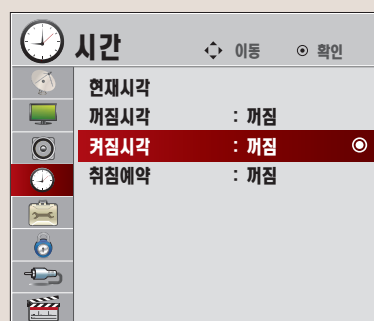 시간 이동 확인
현재시각
꺼짐시각 : 꺼짐
켜짐시각 : 꺼짐
취침예약 : 꺼짐